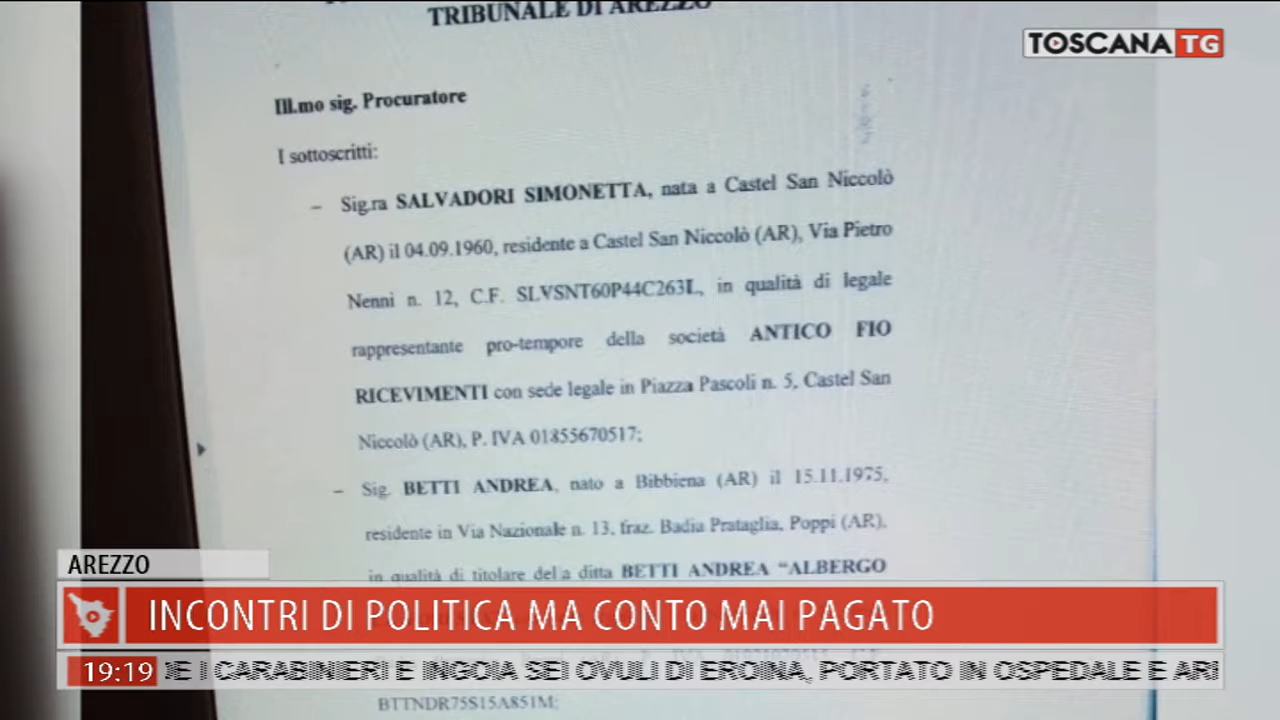 TRIBUNALE DI AREZZO
TOSCANA TG
Ill.mo sig. Procuratore
I sottoscritti:
– Sig.ra SALVADORI SIMONETTA, nata a Castel San Niccolò
(AR) il 04.09.1960, residente a Castel San Niccolò (AR), Via Pietro
Nenni n. 12, C.F. SLVSNT60P44C263L, in qualità di legale
rappresentante pro-tempore della società ANTICO FIO
RICEVIMENTI con sede legale in Piazza Pascoli n. 5, Castel San
Niccolò (AR), P. IVA 01855670517;
– Sig. BETTI ANDREA, nato a Bibbiena (AR) il 15.11.1975,
residente in Via Nazionale n. 13, fraz. Badia Prataglia, Poppi (AR),
in qualità di titolare della ditta BETTI ANDREA “ALBERGO
AREZZO
INCONTRI DI POLITICA MA CONTO MAI PAGATO
19:19 I CARABINIERI E INGOIA SEI OVULI DI EROINA, PORTATO IN OSPEDALE E ARI
BTTNDR75S15A851M;